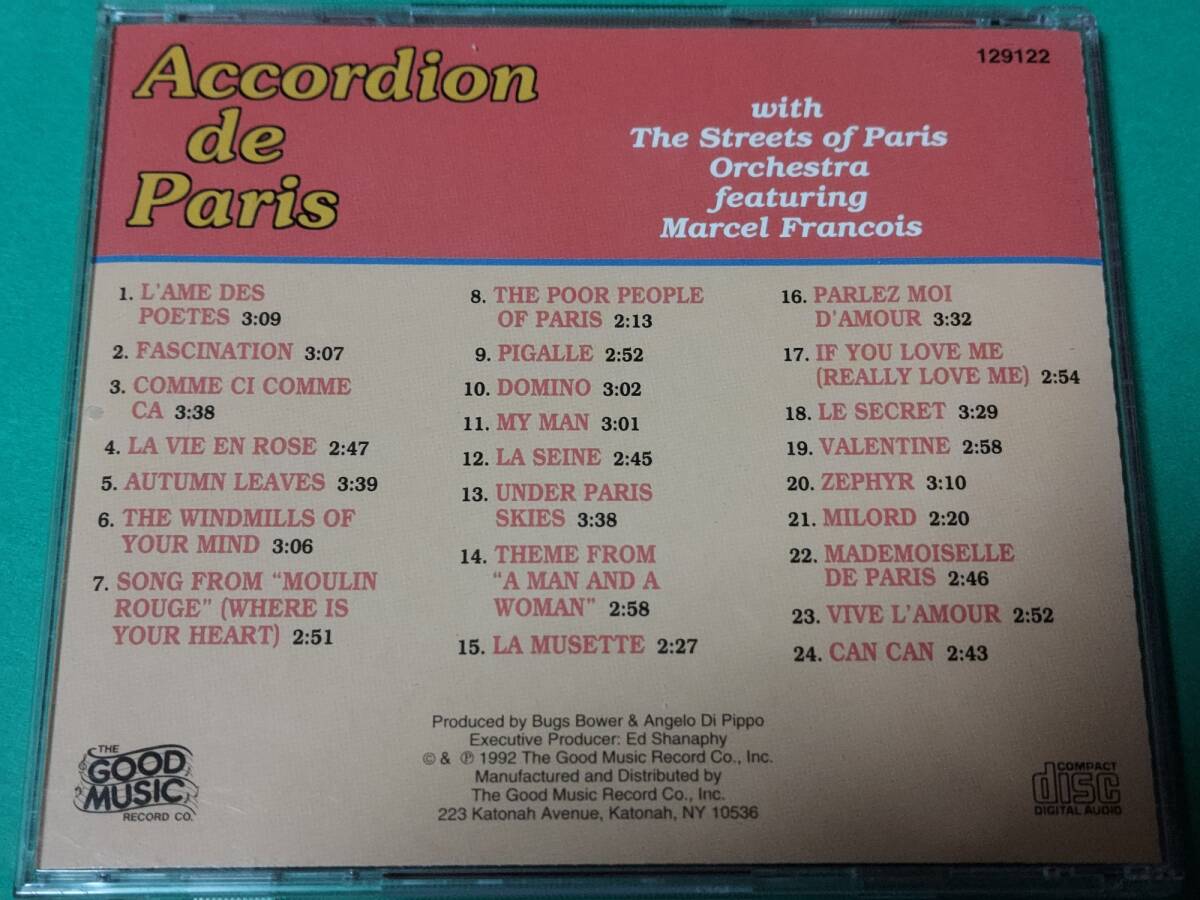 Accordion
de
Paris
129122
with
The Streets of Paris
Orchestra
featuring
Marcel Francois
1. L'AME DES
POETES 3:09
2. FASCINATION 3:07
3. COMME CI COMME
CA 3:38
4. LA VIE EN ROSE 2:47
5. AUTUMN LEAVES 3:39
6. THE WINDMILLS OF
YOUR MIND 3:06
7. SONG FROM "MOULIN
ROUGE" (WHERE IS
YOUR HEART) 2:51
8. THE POOR PEOPLE
OF PARIS 2:13
9. PIGALLE 2:52
10. DOMINO 3:02
11. MY MAN 3:01
12. LA SEINE 2:45
13. UNDER PARIS
SKIES 3:38
14. THEME FROM
"A MAN AND A
WOMAN" 2:58
15. LA MUSETTE 2:27
16. PARLEZ MOI
D'AMOUR 3:32
17. IF YOU LOVE ME
(REALLY LOVE ME) 2:54
18. LE SECRET 3:29
19. VALENTINE 2:58
20. ZEPHYR 3:10
21. MILORD 2:20
22. MADEMOISELLE
DE PARIS 2:46
23. VIVE L'AMOUR 2:52
24. CAN CAN 2:43
Produced by Bugs Bower & Angelo Di Pippo
Executive Producer: Ed Shanaphy
© & ℗ 1992 The Good Music Record Co., Inc.
Manufactured and Distributed by
The Good Music Record Co., Inc.
223 Katonah Avenue, Katonah, NY 10536
THE
GOOD
MUSIC
RECORD CO.
COMPACT
disc
DIGITAL AUDIO